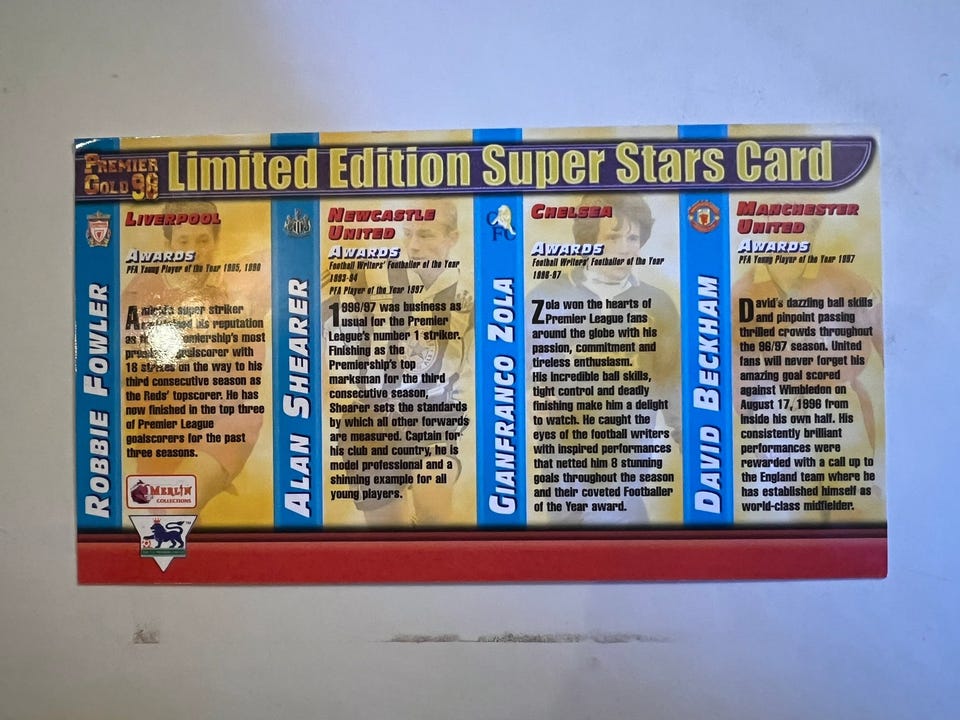 PREMIER
GOLD 98
Limited Edition Super Stars Card
ROBBIE FOWLER
LIVERPOOL
AWARDS
PFA Young Player of the Year 1995, 1996
super striker
his reputation
as most
goalscorer with
18 strikes on the way to his
third consecutive season as
the Reds' topscorer. He has
now finished in the top three
of Premier League
goalscorers for the past
three seasons.
MERLIN
COLLECTIONS
ALAN SHEARER
NEWCASTLE
UNITED
AWARDS
Football Writers' Footballer of the Year
1993-94
PFA Player of the Year 1997
1996/97 was business as
usual for the Premier
League's number 1 striker.
Finishing as the
Premiership's top
marksman for the third
consecutive season,
Shearer sets the standards
by which all other forwards
are measured. Captain for
his club and country, he is
model professional and a
shinning example for all
young players.
GIANFRANCO ZOLA
CHELSEA
AWARDS
Football Writers' Footballer of the Year
1996-97
Zola won the hearts of
Premier League fans
around the globe with his
passion, commitment and
tireless enthusiasm.
His incredible ball skills,
tight control and deadly
finishing make him a delight
to watch. He caught the
eyes of the football writers
with inspired performances
that netted him 8 stunning
goals throughout the season
and their coveted Footballer
of the Year award.
DAVID BECKHAM
MANCHESTER
UNITED
AWARDS
PFA Young Player of the Year 1997
David's dazzling ball skills
and pinpoint passing
thrilled crowds throughout
the 96/97 season. United
fans will never forget his
amazing goal scored
against Wimbledon on
August 17, 1996 from
inside his own half. His
consistently brilliant
performances were
rewarded with a call up to
the England team where he
has established himself as
world-class midfielder.